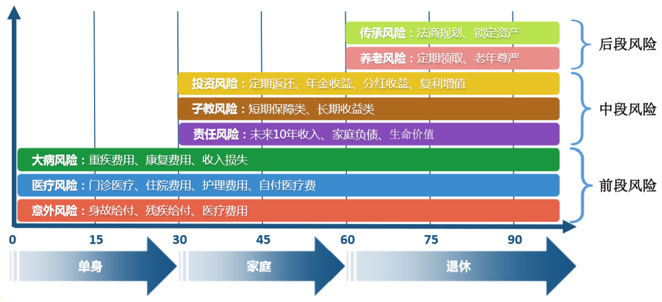 传承风险：法商规划、锁定资产
养老风险：定期领取、老年尊严
后段风险
投资风险：定期返还、年金收益、分红收益、复利增值
子教风险：短期保障类、长期收益类
责任风险：未来10年收入、家庭负债、生命价值
中段风险
大病风险：重疾费用、康复费用、收入损失
医疗风险：门诊医疗、住院费用、护理费用、自付医疗费
意外风险：身故给付、残疾给付、医疗费用
前段风险
0 15 30 45 60 75 90
单身 家庭 退休